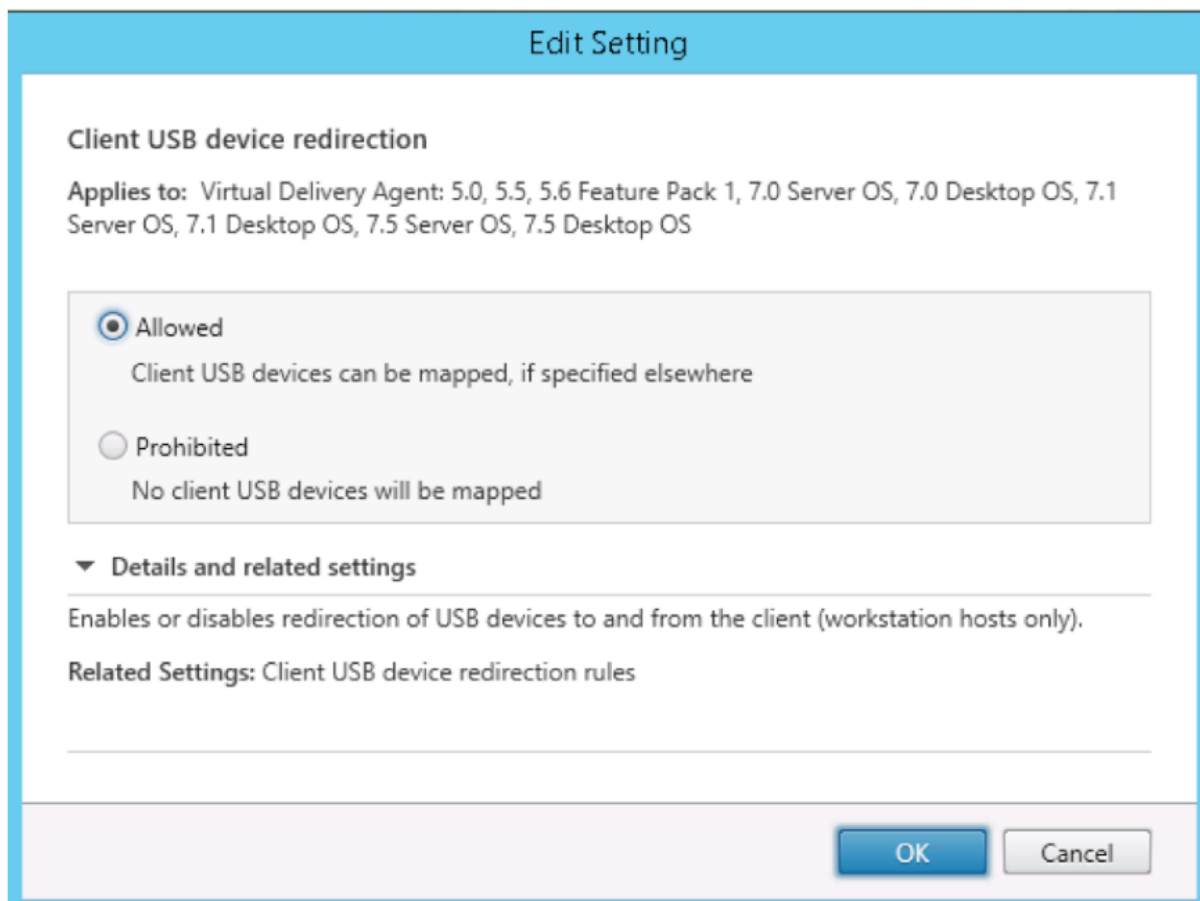 Edit Setting
Client USB device redirection
Applies to: Virtual Delivery Agent: 5.0, 5.5, 5.6 Feature Pack 1, 7.0 Server OS, 7.0 Desktop OS, 7.1
Server OS, 7.1 Desktop OS, 7.5 Server OS, 7.5 Desktop OS
Allowed
Client USB devices can be mapped, if specified elsewhere
Prohibited
No client USB devices will be mapped
Details and related settings
Enables or disables redirection of USB devices to and from the client (workstation hosts only).
Related Settings: Client USB device redirection rules
OK
Cancel